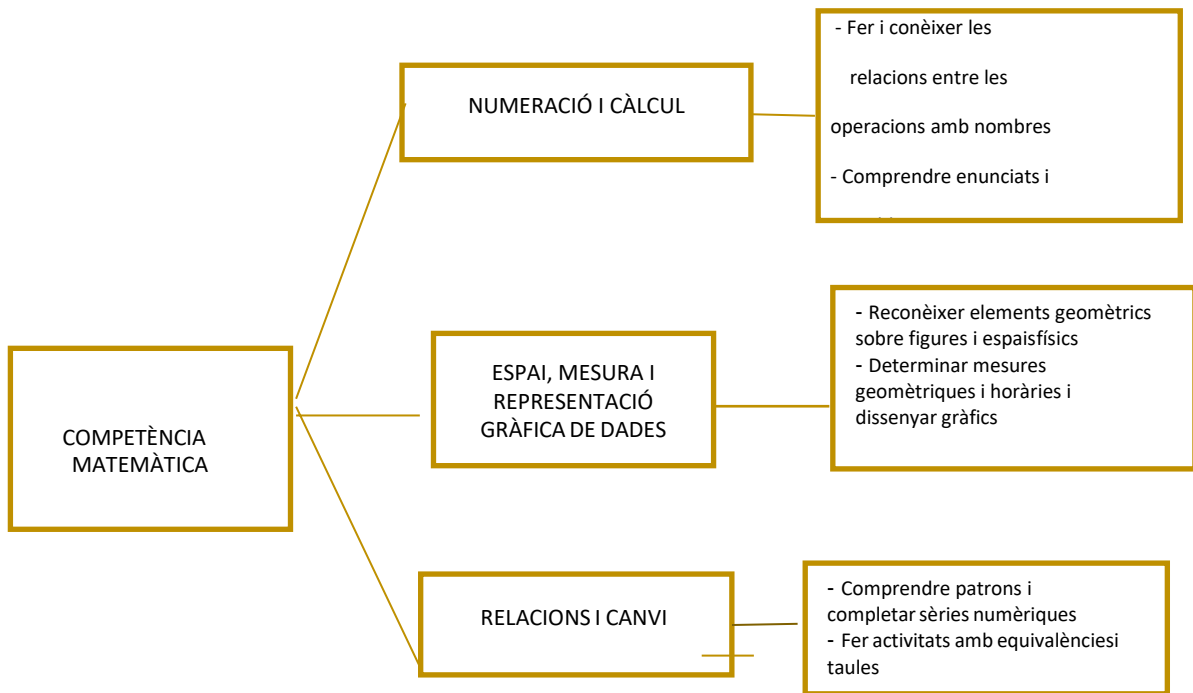 COMPETÈNCIA
MATEMÀTICA
NUMERACIÓ I CÀLCUL
- Fer i conèixer les
relacions entre les
operacions amb nombres
- Comprendre enunciats i
ESPAI, MESURA I
REPRESENTACIÓ
GRÀFICA DE DADES
- Reconèixer elements geomètrics
sobre figures i espaisfísics
- Determinar mesures
geomètriques i horàries i
dissenyar gràfics
RELACIONS I CANVI
- Comprendre patrons i
completar sèries numèriques
- Fer activitats amb equivalènciesi
taules